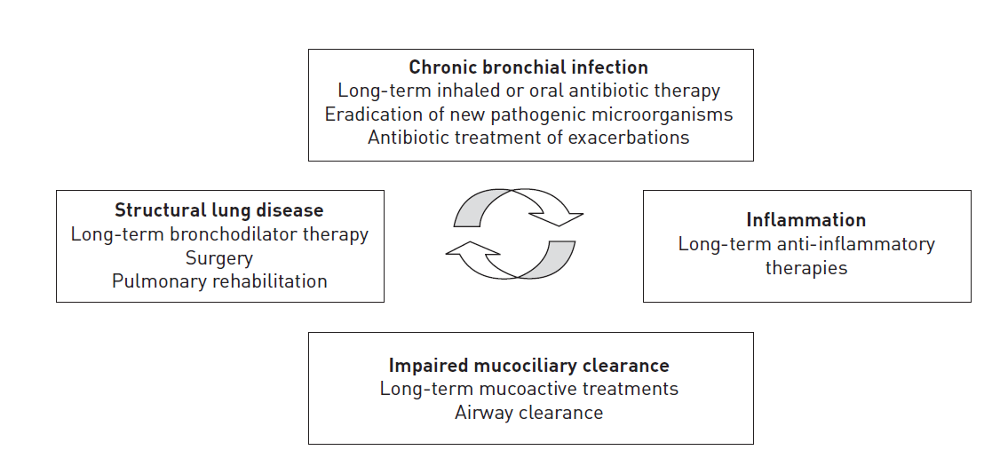 Chronic bronchial infection
Long-term inhaled or oral antibiotic therapy
Eradication of new pathogenic microorganisms
Antibiotic treatment of exacerbations
Structural lung disease
Long-term bronchodilator therapy
Surgery
Pulmonary rehabilitation
Inflammation
Long-term anti-inflammatory
therapies
Impaired mucociliary clearance
Long-term mucoactive treatments
Airway clearance